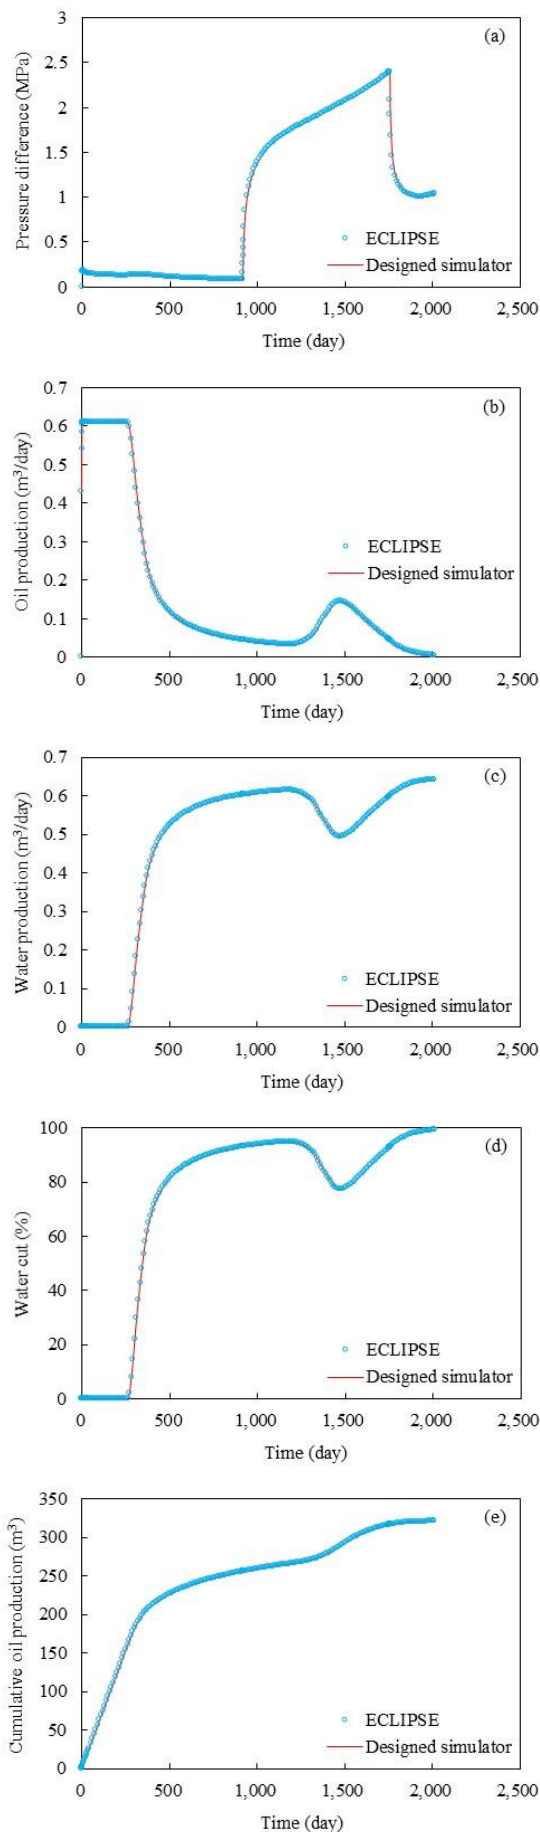 (a)
Pressure difference (MPa)
3
2.5
2
1.5
1
0.5
0
ECLIPSE
Designed simulator
0 500 1,000 1,500 2,000 2,500
Time (day)
(b)
Oil production (m³/day)
0.7
0.6
0.5
0.4
0.3
0.2
0.1
0
ECLIPSE
Designed simulator
0 500 1,000 1,500 2,000 2,500
Time (day)
(c)
Water production (m³/day)
0.7
0.6
0.5
0.4
0.3
0.2
0.1
0
ECLIPSE
Designed simulator
0 500 1,000 1,500 2,000 2,500
Time (day)
(d)
Water cut (%)
100
80
60
40
20
0
ECLIPSE
Designed simulator
0 500 1,000 1,500 2,000 2,500
Time (day)
(e)
Cumulative oil production (m³)
350
300
250
200
150
100
50
0
ECLIPSE
Designed simulator
0 500 1,000 1,500 2,000 2,500
Time (day)